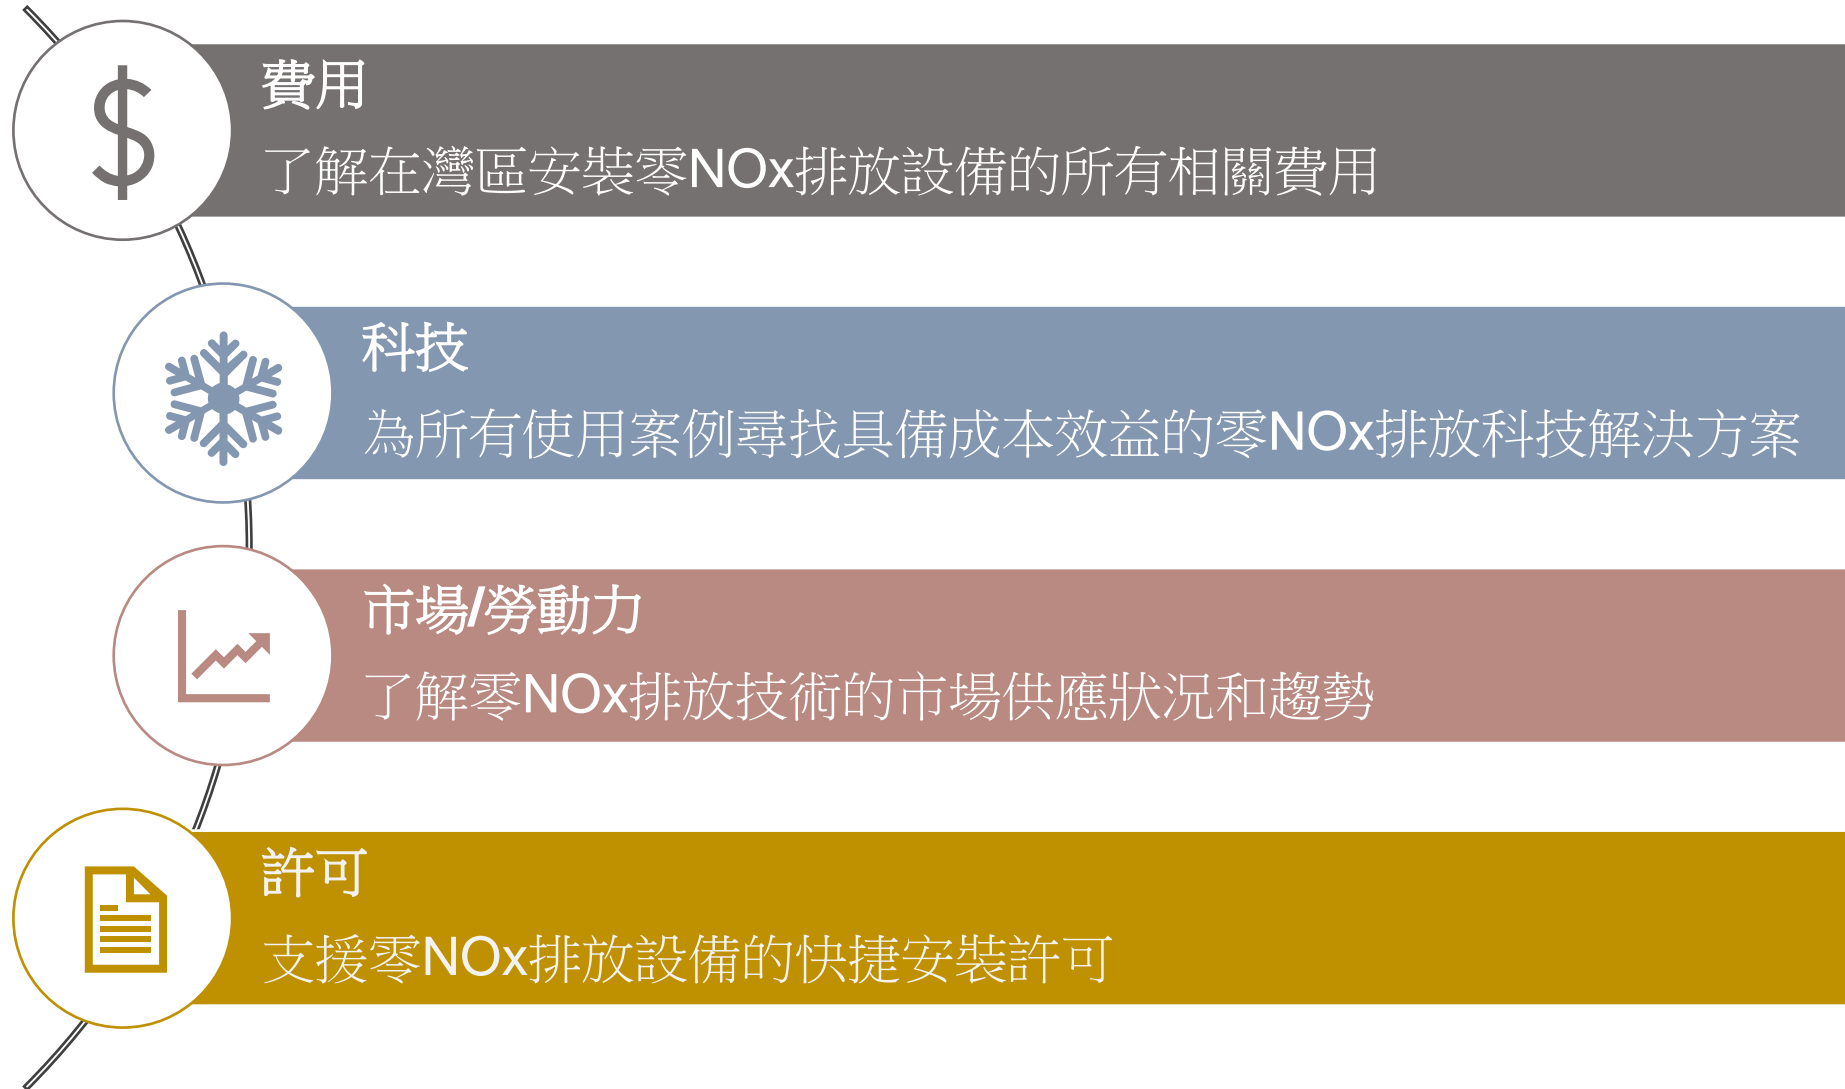 費用
了解在灣區安裝零NOx排放設備的所有相關費用
科技
為所有使用案例尋找具備成本效益的零NOx排放科技解決方案
市場/勞動力
了解零NOx排放技術的市場供應狀況和趨勢
許可
支援零NOx排放設備的快捷安裝許可